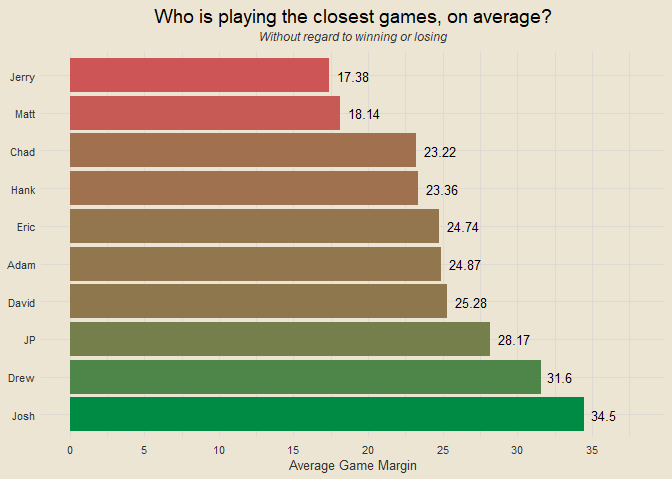 Who is playing the closest games, on average?
Without regard to winning or losing
Jerry 17.38
Matt 18.14
Chad 23.22
Hank 23.36
Eric 24.74
Adam 24.87
David 25.28
JP 28.17
Drew 31.6
Josh 34.5
0 5 10 15 20 25 30 35
Average Game Margin